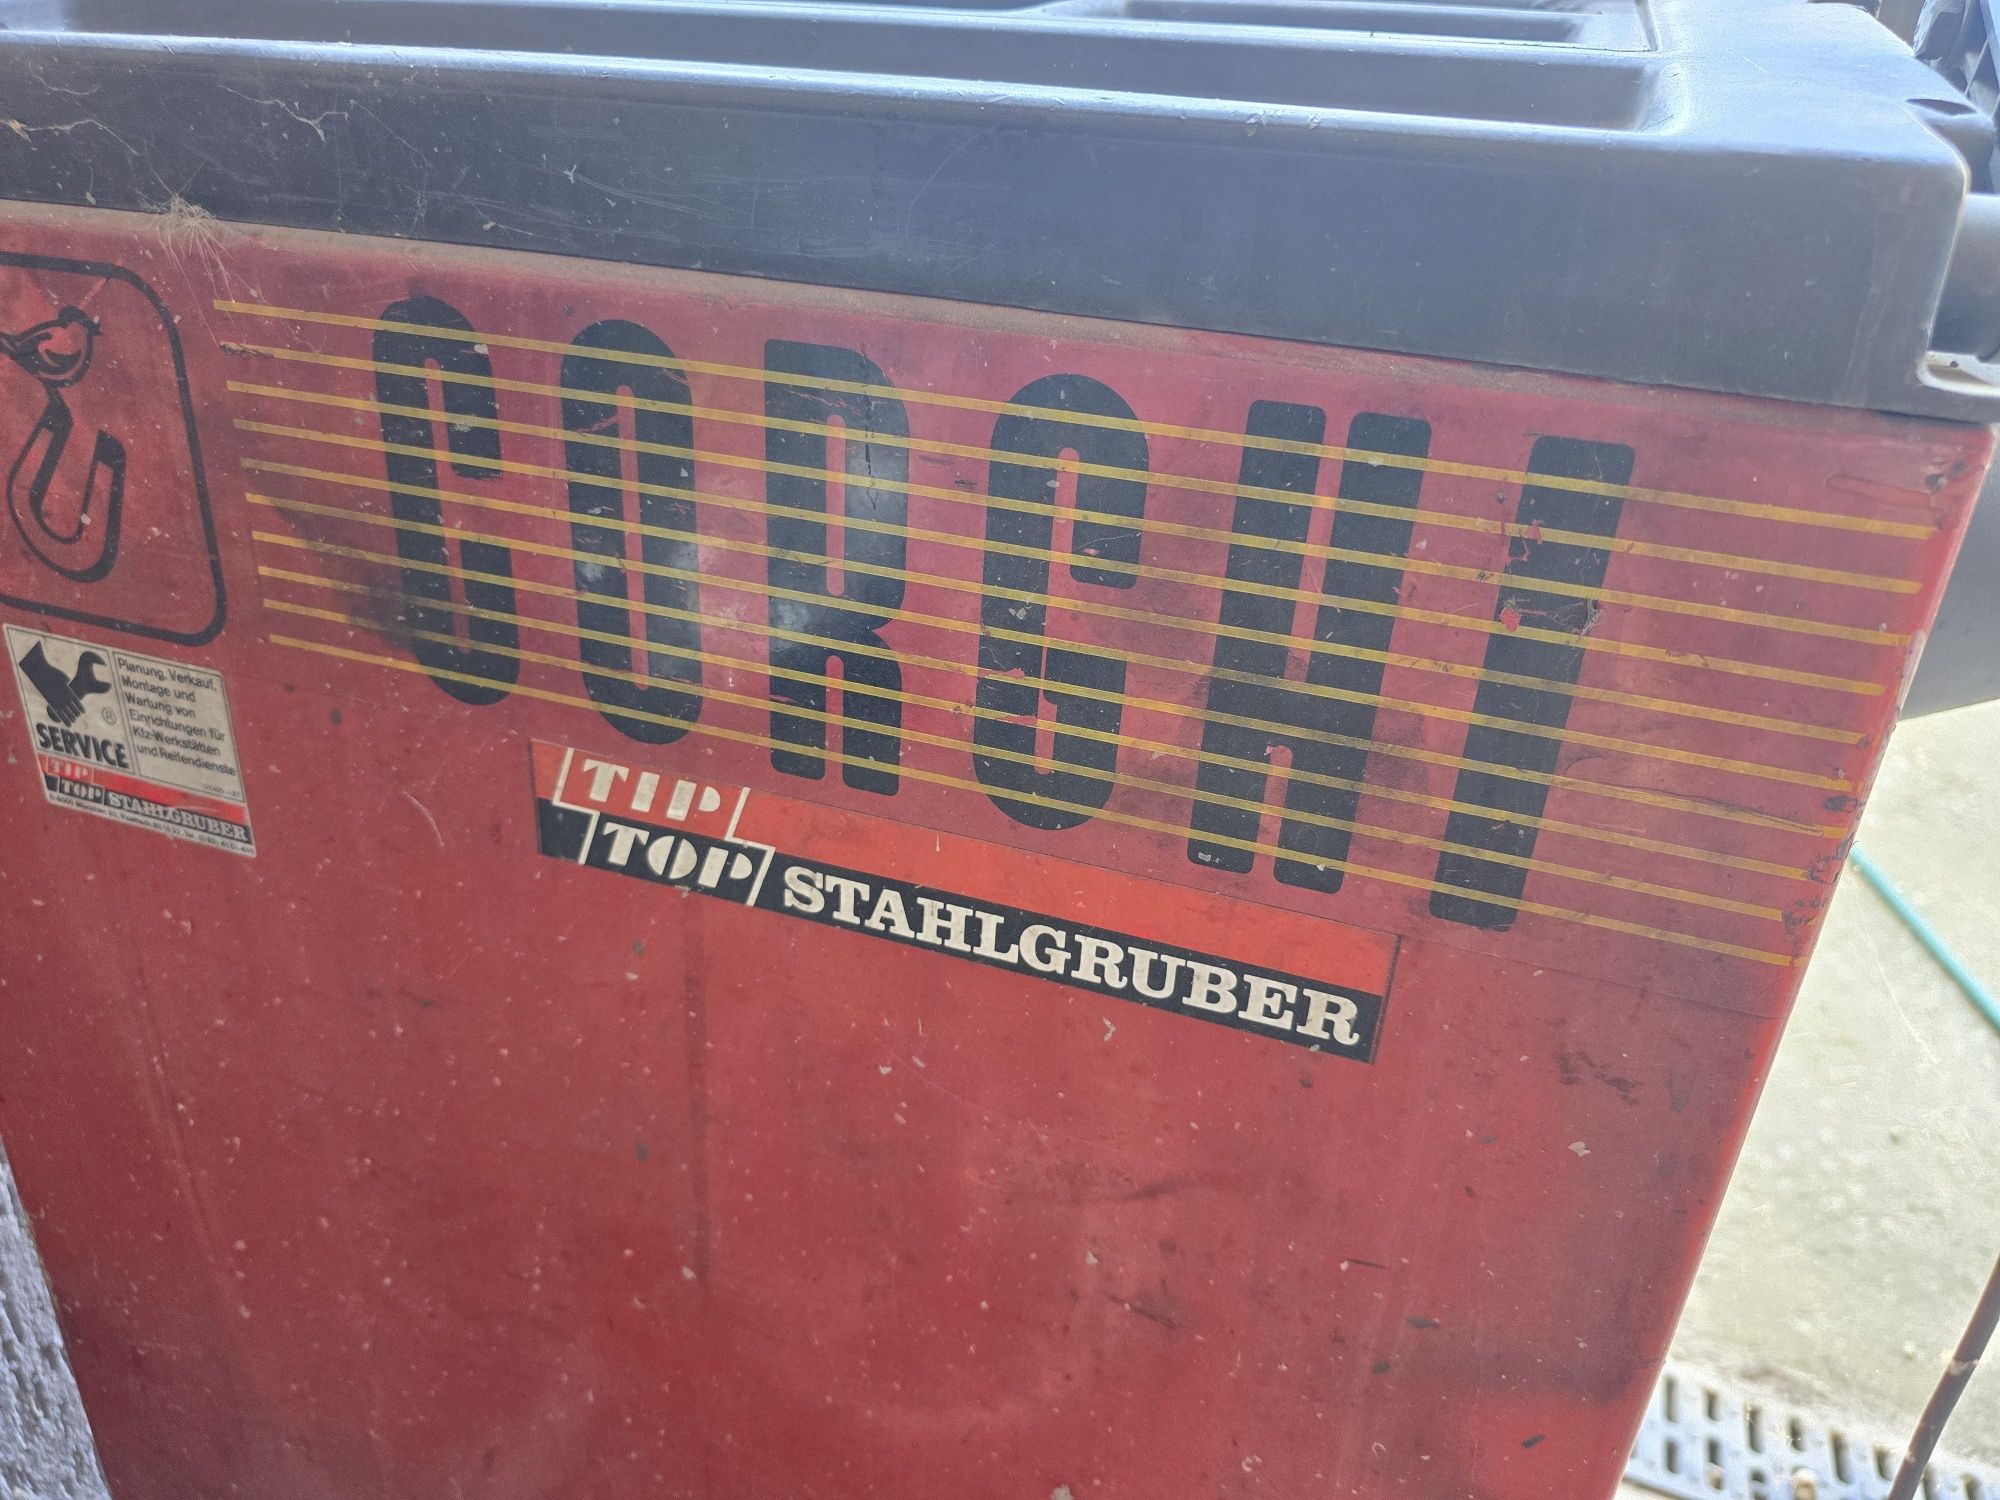 CORGHI
Planung, Verkauf,
Montage und
Wartung von
Einrichtungen für
Kfz-Werkstätten
und Reifendienste
®
SERVICE
TIP
TOP STAHLGRUBER
TIP
TOP STAHLGRUBER